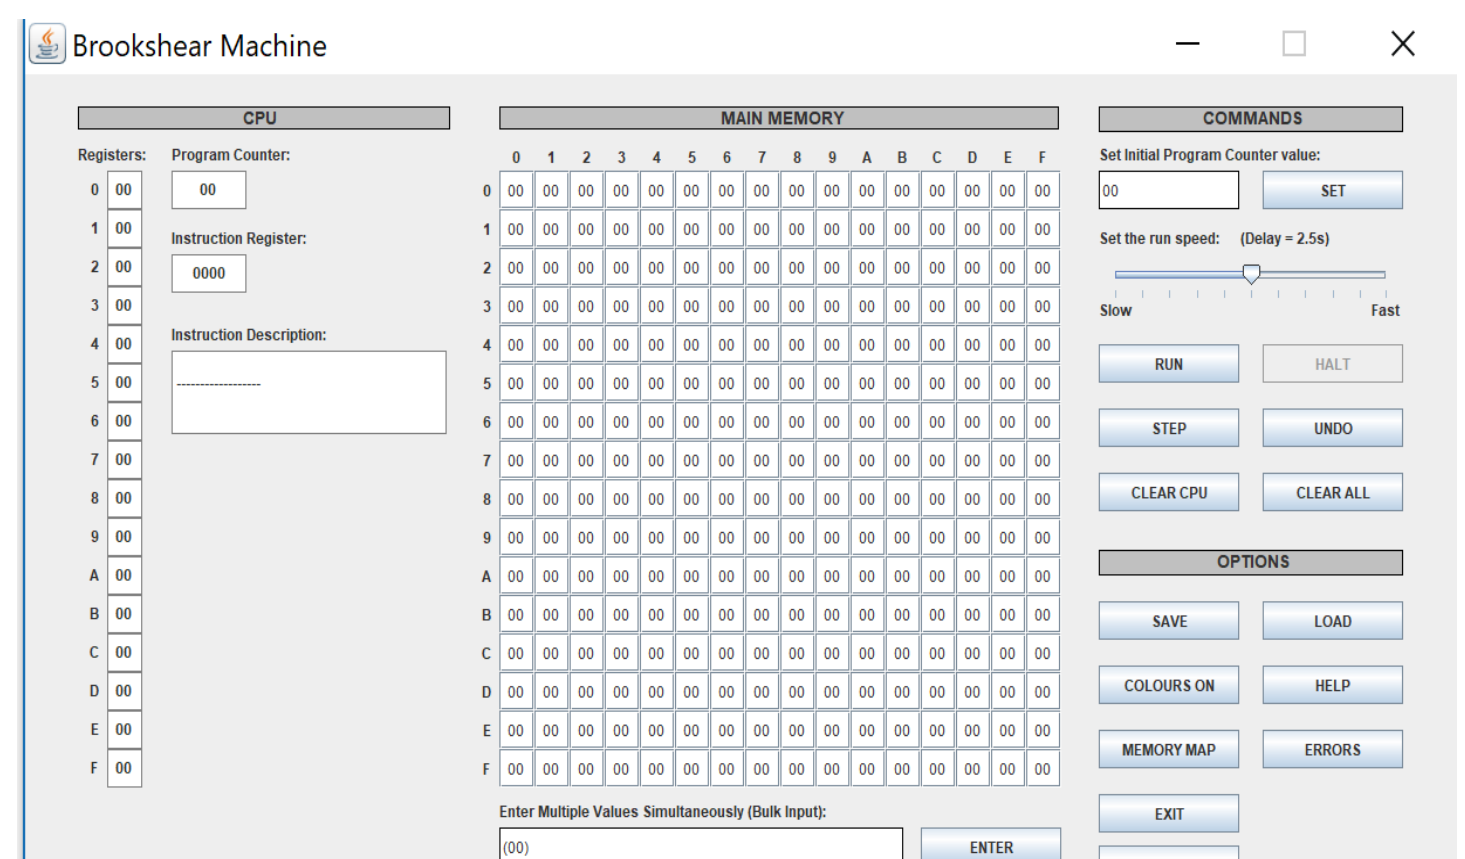 Brookshear Machine
CPU MAIN MEMORY COMMANDS
Registers: Program Counter: 0 1 2 3 4 5 6 7 8 9 A B C D E F Set Initial Program Counter value:
0 00 00 0 00 00 00 00 00 00 00 00 00 00 00 00 00 00 00 00 00 SET
1 00 Instruction Register: 1 00 00 00 00 00 00 00 00 00 00 00 00 00 00 00 00 Set the run speed: (Delay = 2.5s)
2 00 0000 2 00 00 00 00 00 00 00 00 00 00 00 00 00 00 00 00
3 00 3 00 00 00 00 00 00 00 00 00 00 00 00 00 00 00 00 Slow Fast
4 00 Instruction Description: 4 00 00 00 00 00 00 00 00 00 00 00 00 00 00 00 00 RUN HALT
5 00 ------------------ 5 00 00 00 00 00 00 00 00 00 00 00 00 00 00 00 00
6 00 6 00 00 00 00 00 00 00 00 00 00 00 00 00 00 00 00 STEP UNDO
7 00 7 00 00 00 00 00 00 00 00 00 00 00 00 00 00 00 00
8 00 8 00 00 00 00 00 00 00 00 00 00 00 00 00 00 00 00 CLEAR CPU CLEAR ALL
9 00 9 00 00 00 00 00 00 00 00 00 00 00 00 00 00 00 00
A 00 A 00 00 00 00 00 00 00 00 00 00 00 00 00 00 00 00 OPTIONS
B 00 B 00 00 00 00 00 00 00 00 00 00 00 00 00 00 00 00 SAVE LOAD
C 00 C 00 00 00 00 00 00 00 00 00 00 00 00 00 00 00 00
D 00 D 00 00 00 00 00 00 00 00 00 00 00 00 00 00 00 00 COLOURS ON HELP
E 00 E 00 00 00 00 00 00 00 00 00 00 00 00 00 00 00 00 MEMORY MAP ERRORS
F 00 F 00 00 00 00 00 00 00 00 00 00 00 00 00 00 00 00
Enter Multiple Values Simultaneously (Bulk Input): EXIT
(00) ENTER